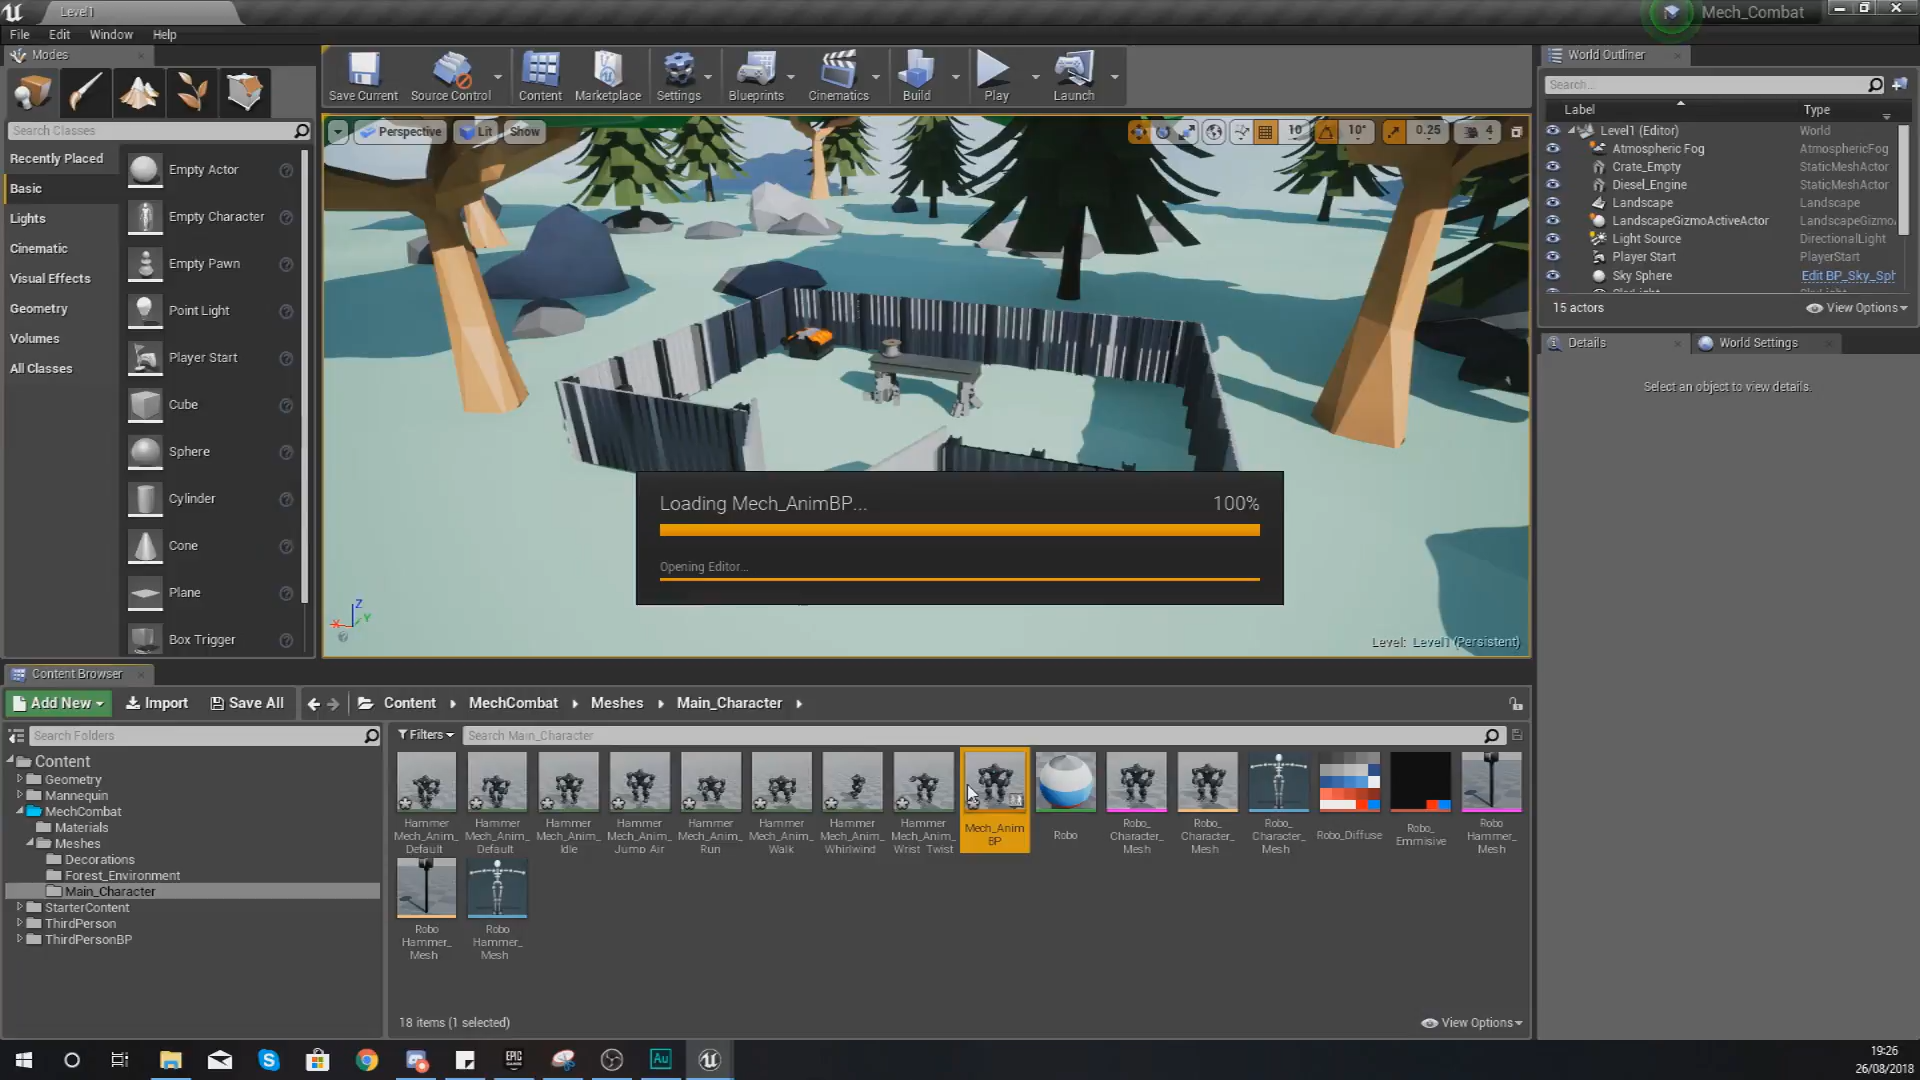 Level1
Mech_Combat
File Edit Window Help
Modes
Search Classes
Recently Placed
Basic
Lights
Cinematic
Visual Effects
Geometry
Volumes
All Classes
Empty Actor
Empty Character
Empty Pawn
Point Light
Player Start
Cube
Sphere
Cylinder
Cone
Plane
Box Trigger
Save Current
Source Control
Content
Marketplace
Settings
Blueprints
Cinematics
Build
Play
Launch
Perspective
Lit
Show
10
10°
0.25
4
Loading Mech_AnimBP...
100%
Opening Editor...
Z
X
Y
Level: Level1 (Persistent)
World Outliner
Search...
Label Type
Level1 (Editor) World
Atmospheric Fog AtmosphericFog
Crate_Empty StaticMeshActor
Diesel_Engine StaticMeshActor
Landscape Landscape
LandscapeGizmoActiveActor LandscapeGizmo
Light Source DirectionalLight
Player Start PlayerStart
Sky Sphere Edit BP_Sky_Sph
15 actors
View Options
Details
World Settings
Select an object to view details.
Content Browser
Add New
Import
Save All
Content
MechCombat
Meshes
Main_Character
Search Folders
Filters
Search Main_Character
Content
Geometry
Mannequin
MechCombat
Materials
Meshes
Decorations
Forest_Environment
Main_Character
StarterContent
ThirdPerson
ThirdPersonBP
Hammer
Mech_Anim_
Default
Hammer
Mech_Anim_
Default
Hammer
Mech_Anim_
Idle
Hammer
Mech_Anim_
Jump_Air
Hammer
Mech_Anim_
Run
Hammer
Mech_Anim_
Walk
Hammer
Mech_Anim_
Whirlwind
Hammer
Mech_Anim_
Wrist_Twist
Mech_Anim
BP
Robo
Robo_
Character_
Mesh
Robo_
Character_
Mesh
Robo_
Character_
Mesh
Robo_Diffuse
Robo_
Emmisive
Robo
Hammer_
Mesh
Robo
Hammer_
Mesh
Robo
Hammer_
Mesh
18 items (1 selected)
View Options
EPIC
GAMES
Au
19:26
26/08/2018